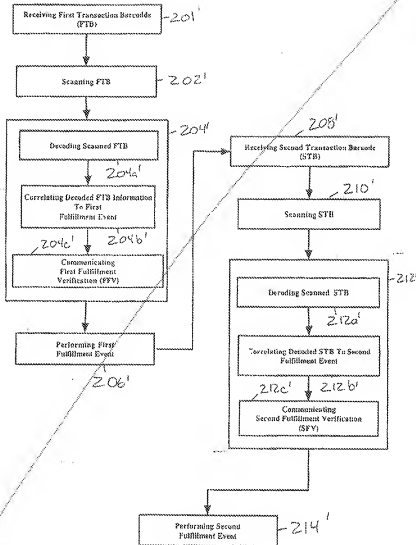 Receiving First Transaction Barcodde
(FTB)
201'
Scanning FTB
202'
204'
Decoding Scanned FTB
204a'
Correlating Decoded FTB Information
To First
Fulfillment Event
204c'
204b'
Communicating
First Fulfillment
Verification (FFV)
Performing First
Fulfillment Event
206'
208'
Receiving Second Transaction Barcode
(STB)
210'
Scanning STB
212'
Decoding Scanned STB
212a'
Correlating Decoded STB To Second
Fulfillment Event
212c'
212b'
Communicating
Second Fulfillment Verification
(SFV)
Performing Second
Fulfillment Event
214'